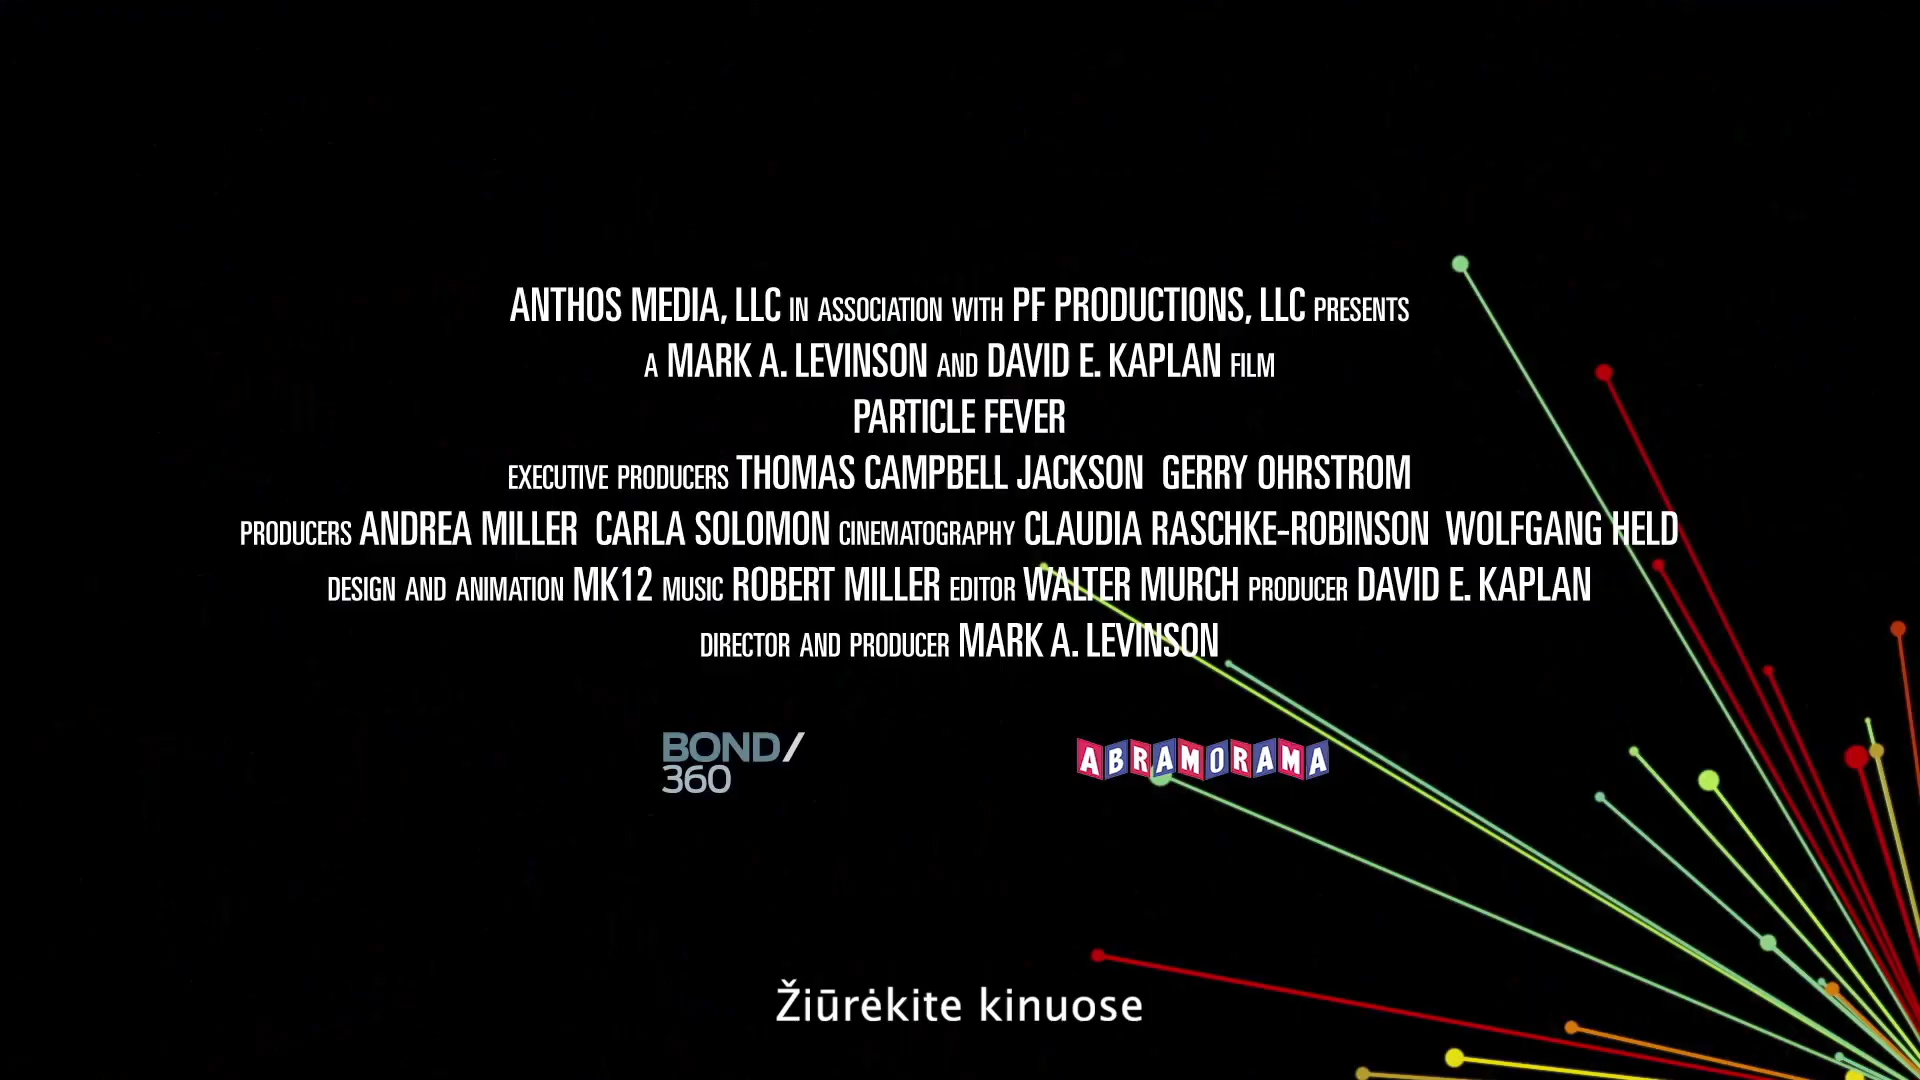 ANTHOS MEDIA, LLC IN ASSOCIATION WITH PF PRODUCTIONS, LLC PRESENTS
A MARK A. LEVINSON AND DAVID E. KAPLAN FILM
PARTICLE FEVER
EXECUTIVE PRODUCERS THOMAS CAMPBELL JACKSON GERRY OHRSTROM
PRODUCERS ANDREA MILLER CARLA SOLOMON CINEMATOGRAPHY CLAUDIA RASCHKE-ROBINSON WOLFGANG HELD
DESIGN AND ANIMATION MK12 MUSIC ROBERT MILLER EDITOR WALTER MURCH PRODUCER DAVID E. KAPLAN
DIRECTOR AND PRODUCER MARK A. LEVINSON
BOND/
360
ABRAMORAMA
Žiūrėkite kinuose